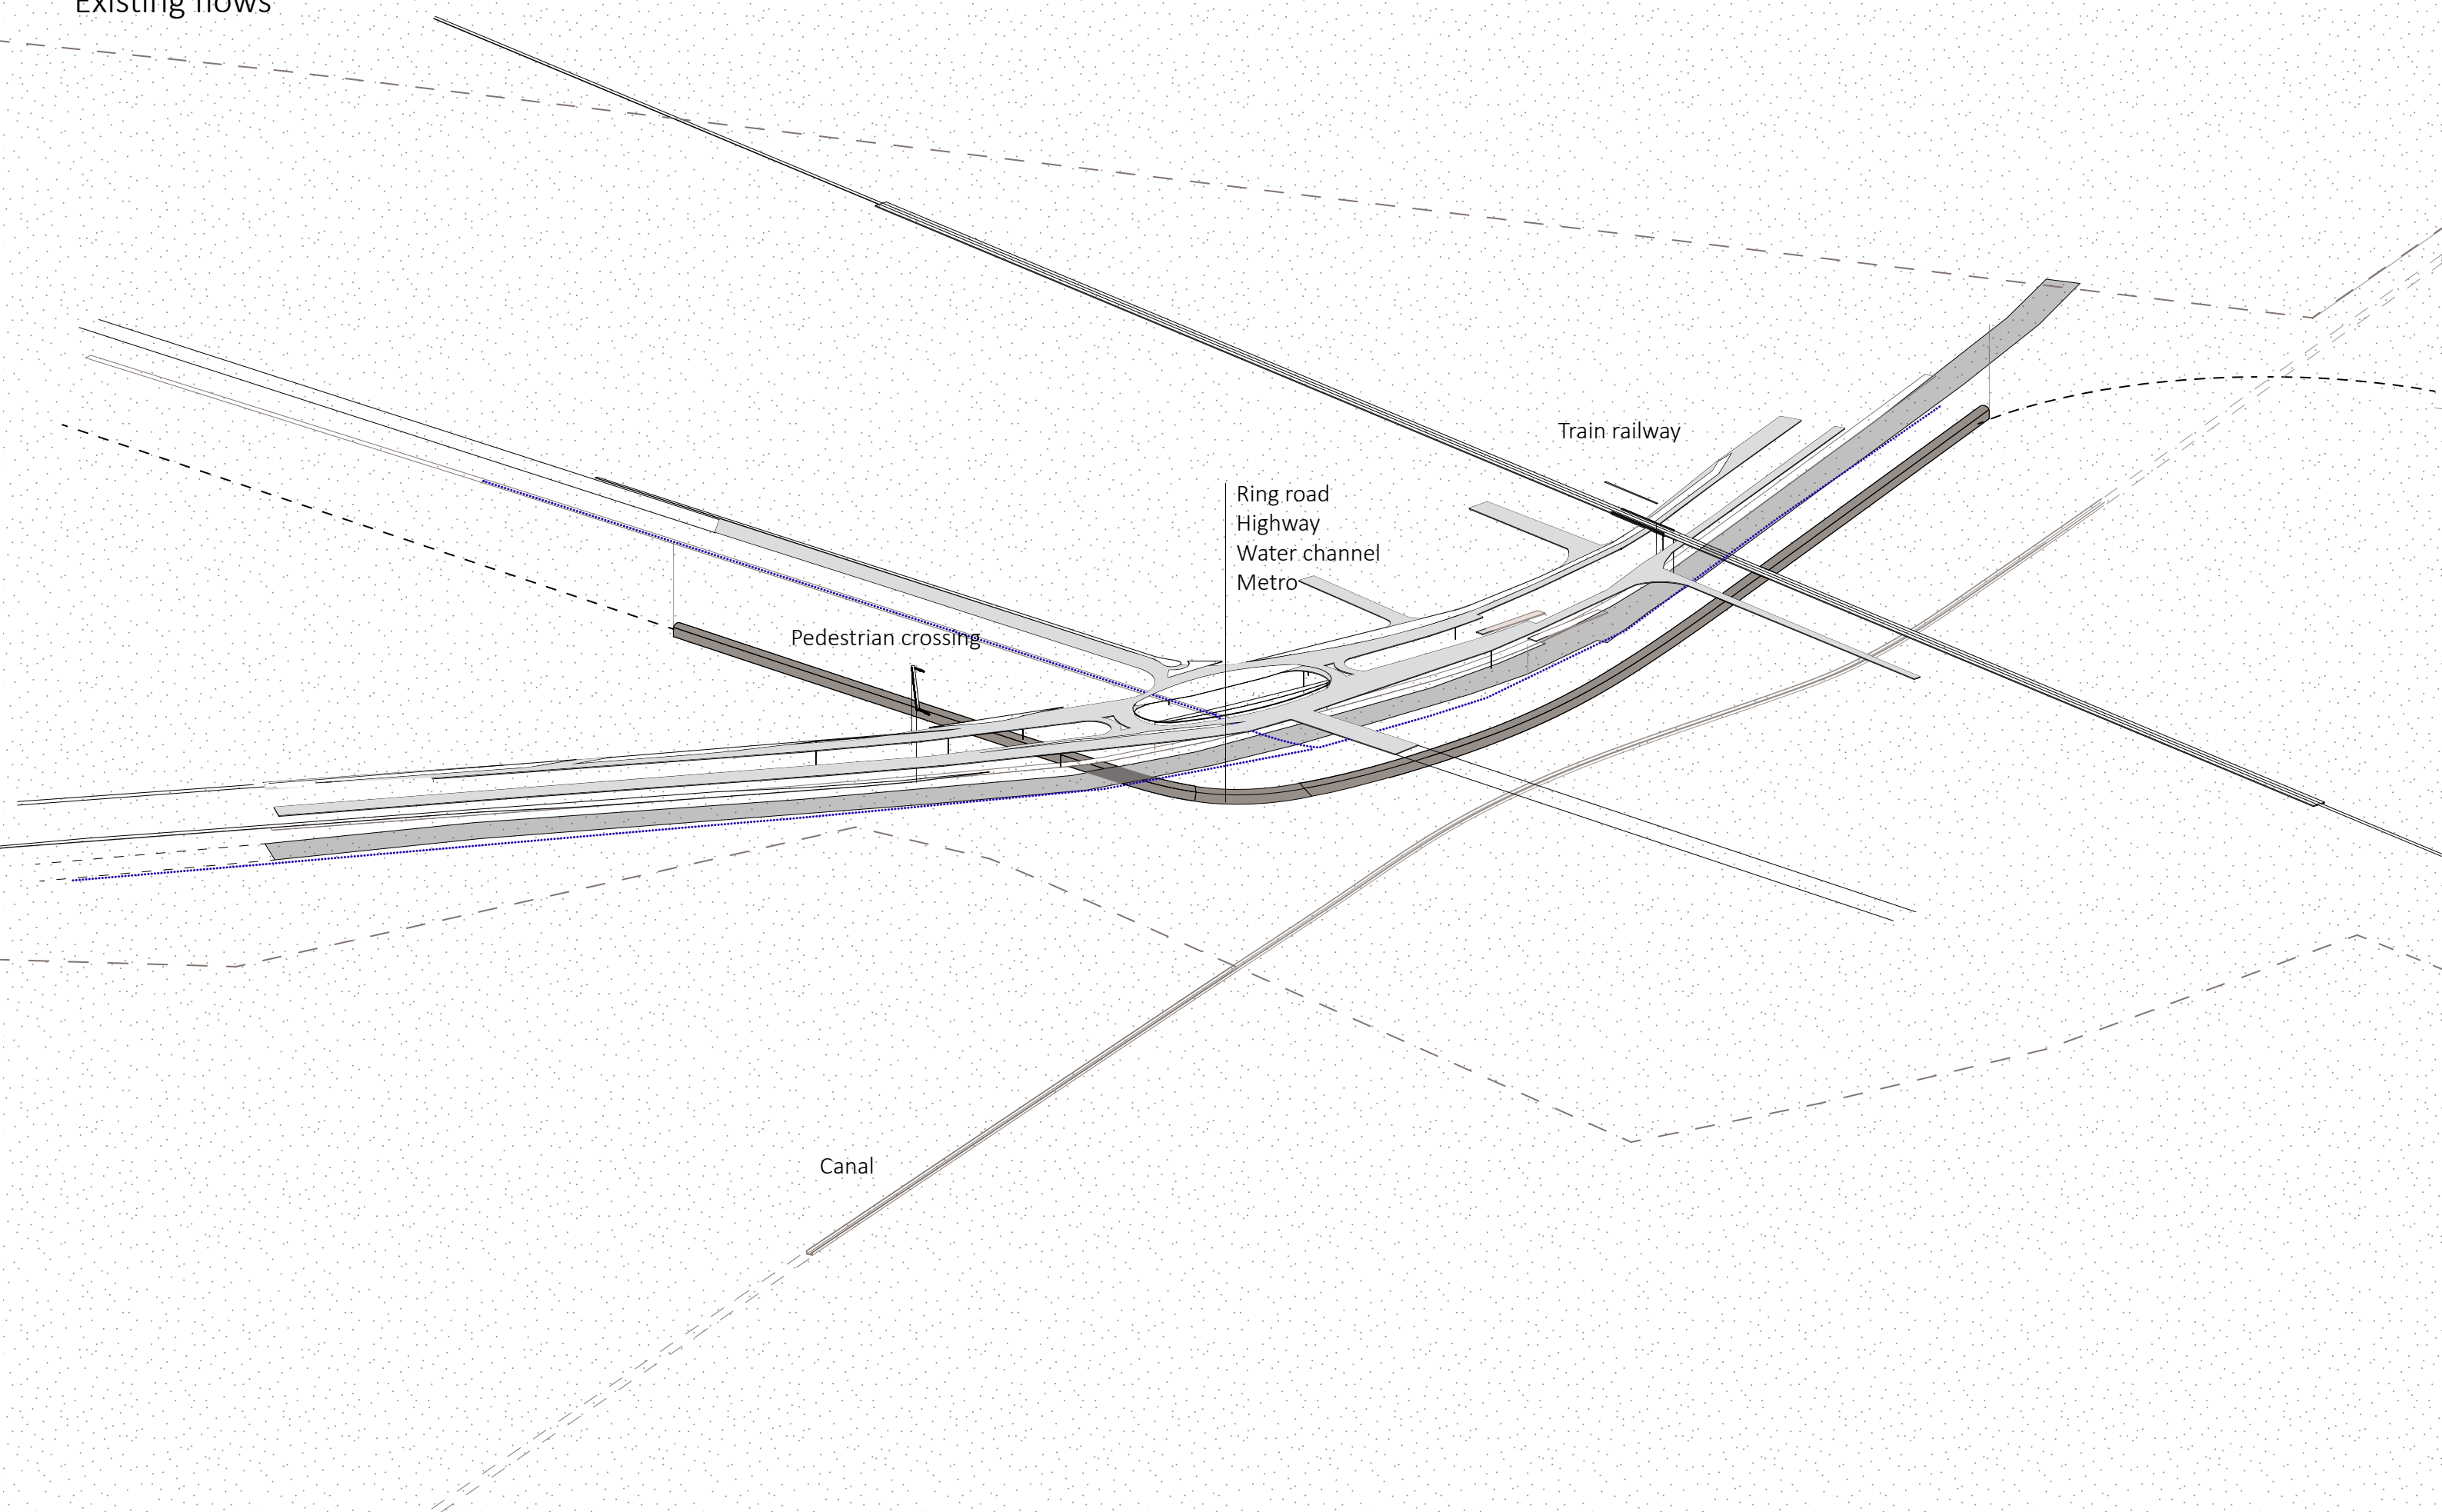 Existing flows
Train railway
Ring road
Highway
Water channel
Metro
Pedestrian crossing
Canal